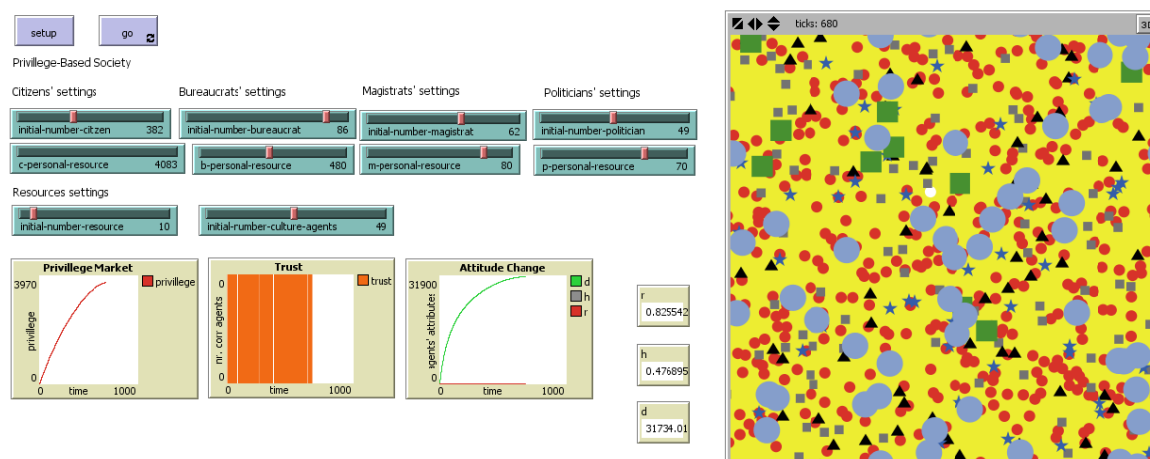 setup
go
ticks: 680
3D
Privillege-Based Society
Citizens' settings
Bureaucrats' settings
Magistrats' settings
Politicians' settings
initial-number-citzen 382
initial-number-bureaucrat 86
initial-number-magistrat 62
initial-number-politician 49
c-personal-resource 4083
b-personal-resource 480
m-personal-resource 80
p-personal-resource 70
Resources settings
initial-number-resource 10
initial-rumber-culture-agents 49
Privillege Market
3970
privillege
0
0
time
1000
privillege
Trust
0
nr. corr agents
0
0
time
1000
trust
Attitude Change
31900
agents' attributes
0
0
time
1000
d
h
r
r
0.825542
h
0.476895
d
31734.01